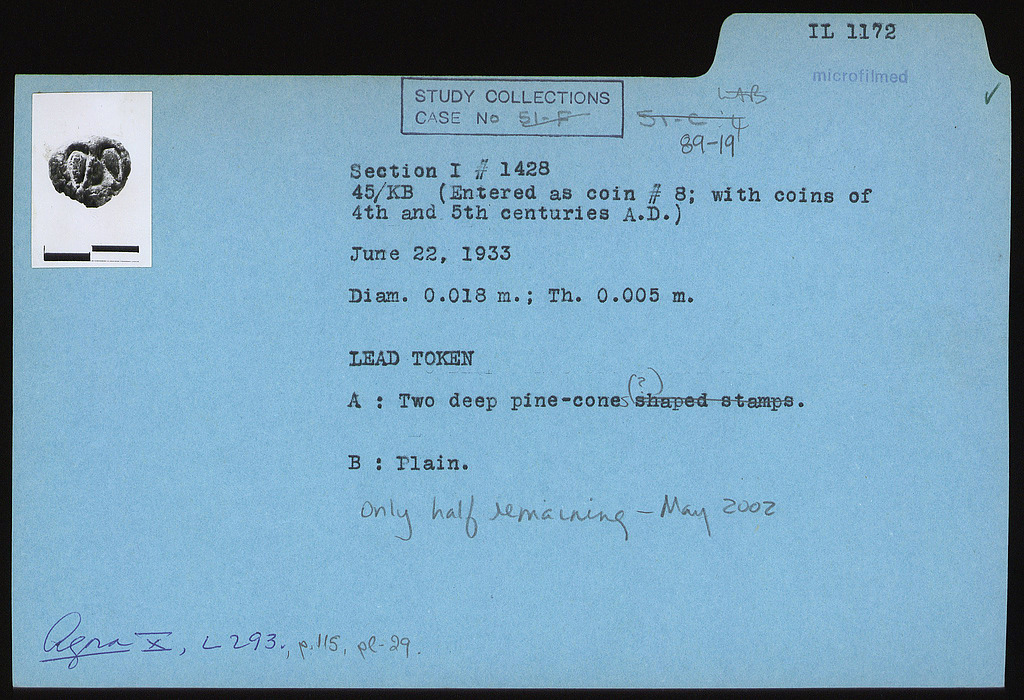 IL 1172
microfilmed
STUDY COLLECTIONS
CASE No 51-F
LAB
51-C-4
89-19
Section I # 1428
45/KB (Entered as coin # 8; with coins of
4th and 5th centuries A.D.)
June 22, 1933
Diam. 0.018 m.; Th. 0.005 m.
LEAD TOKEN
A : Two deep pine-cones (?) shaped stamps.
B : Plain.
only half remaining - May 2002
Agora X, L 293., p.115, pl-29.